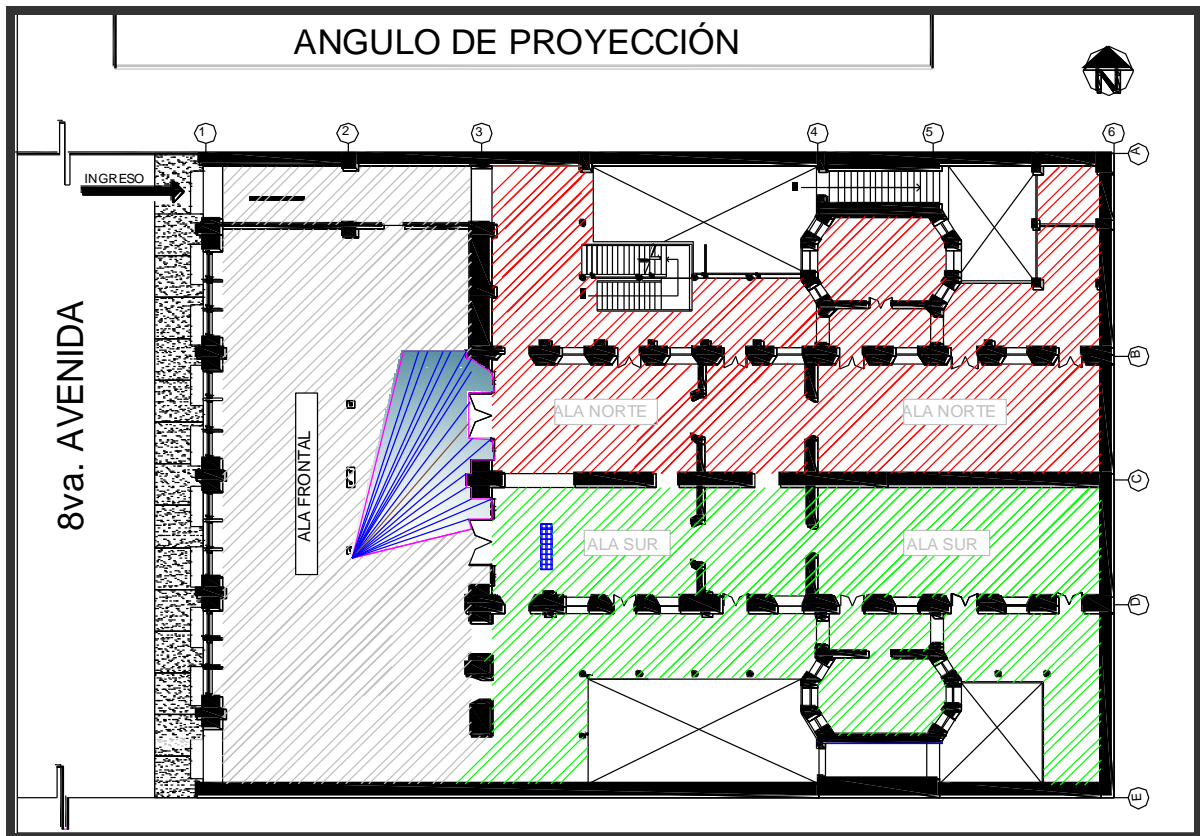 ANGULO DE PROYECCIÓN
N
1
2
3
4
5
6
A
INGRESO
8va. AVENIDA
B
ALA NORTE
ALA NORTE
ALA FRONTAL
C
ALA SUR
ALA SUR
D
E